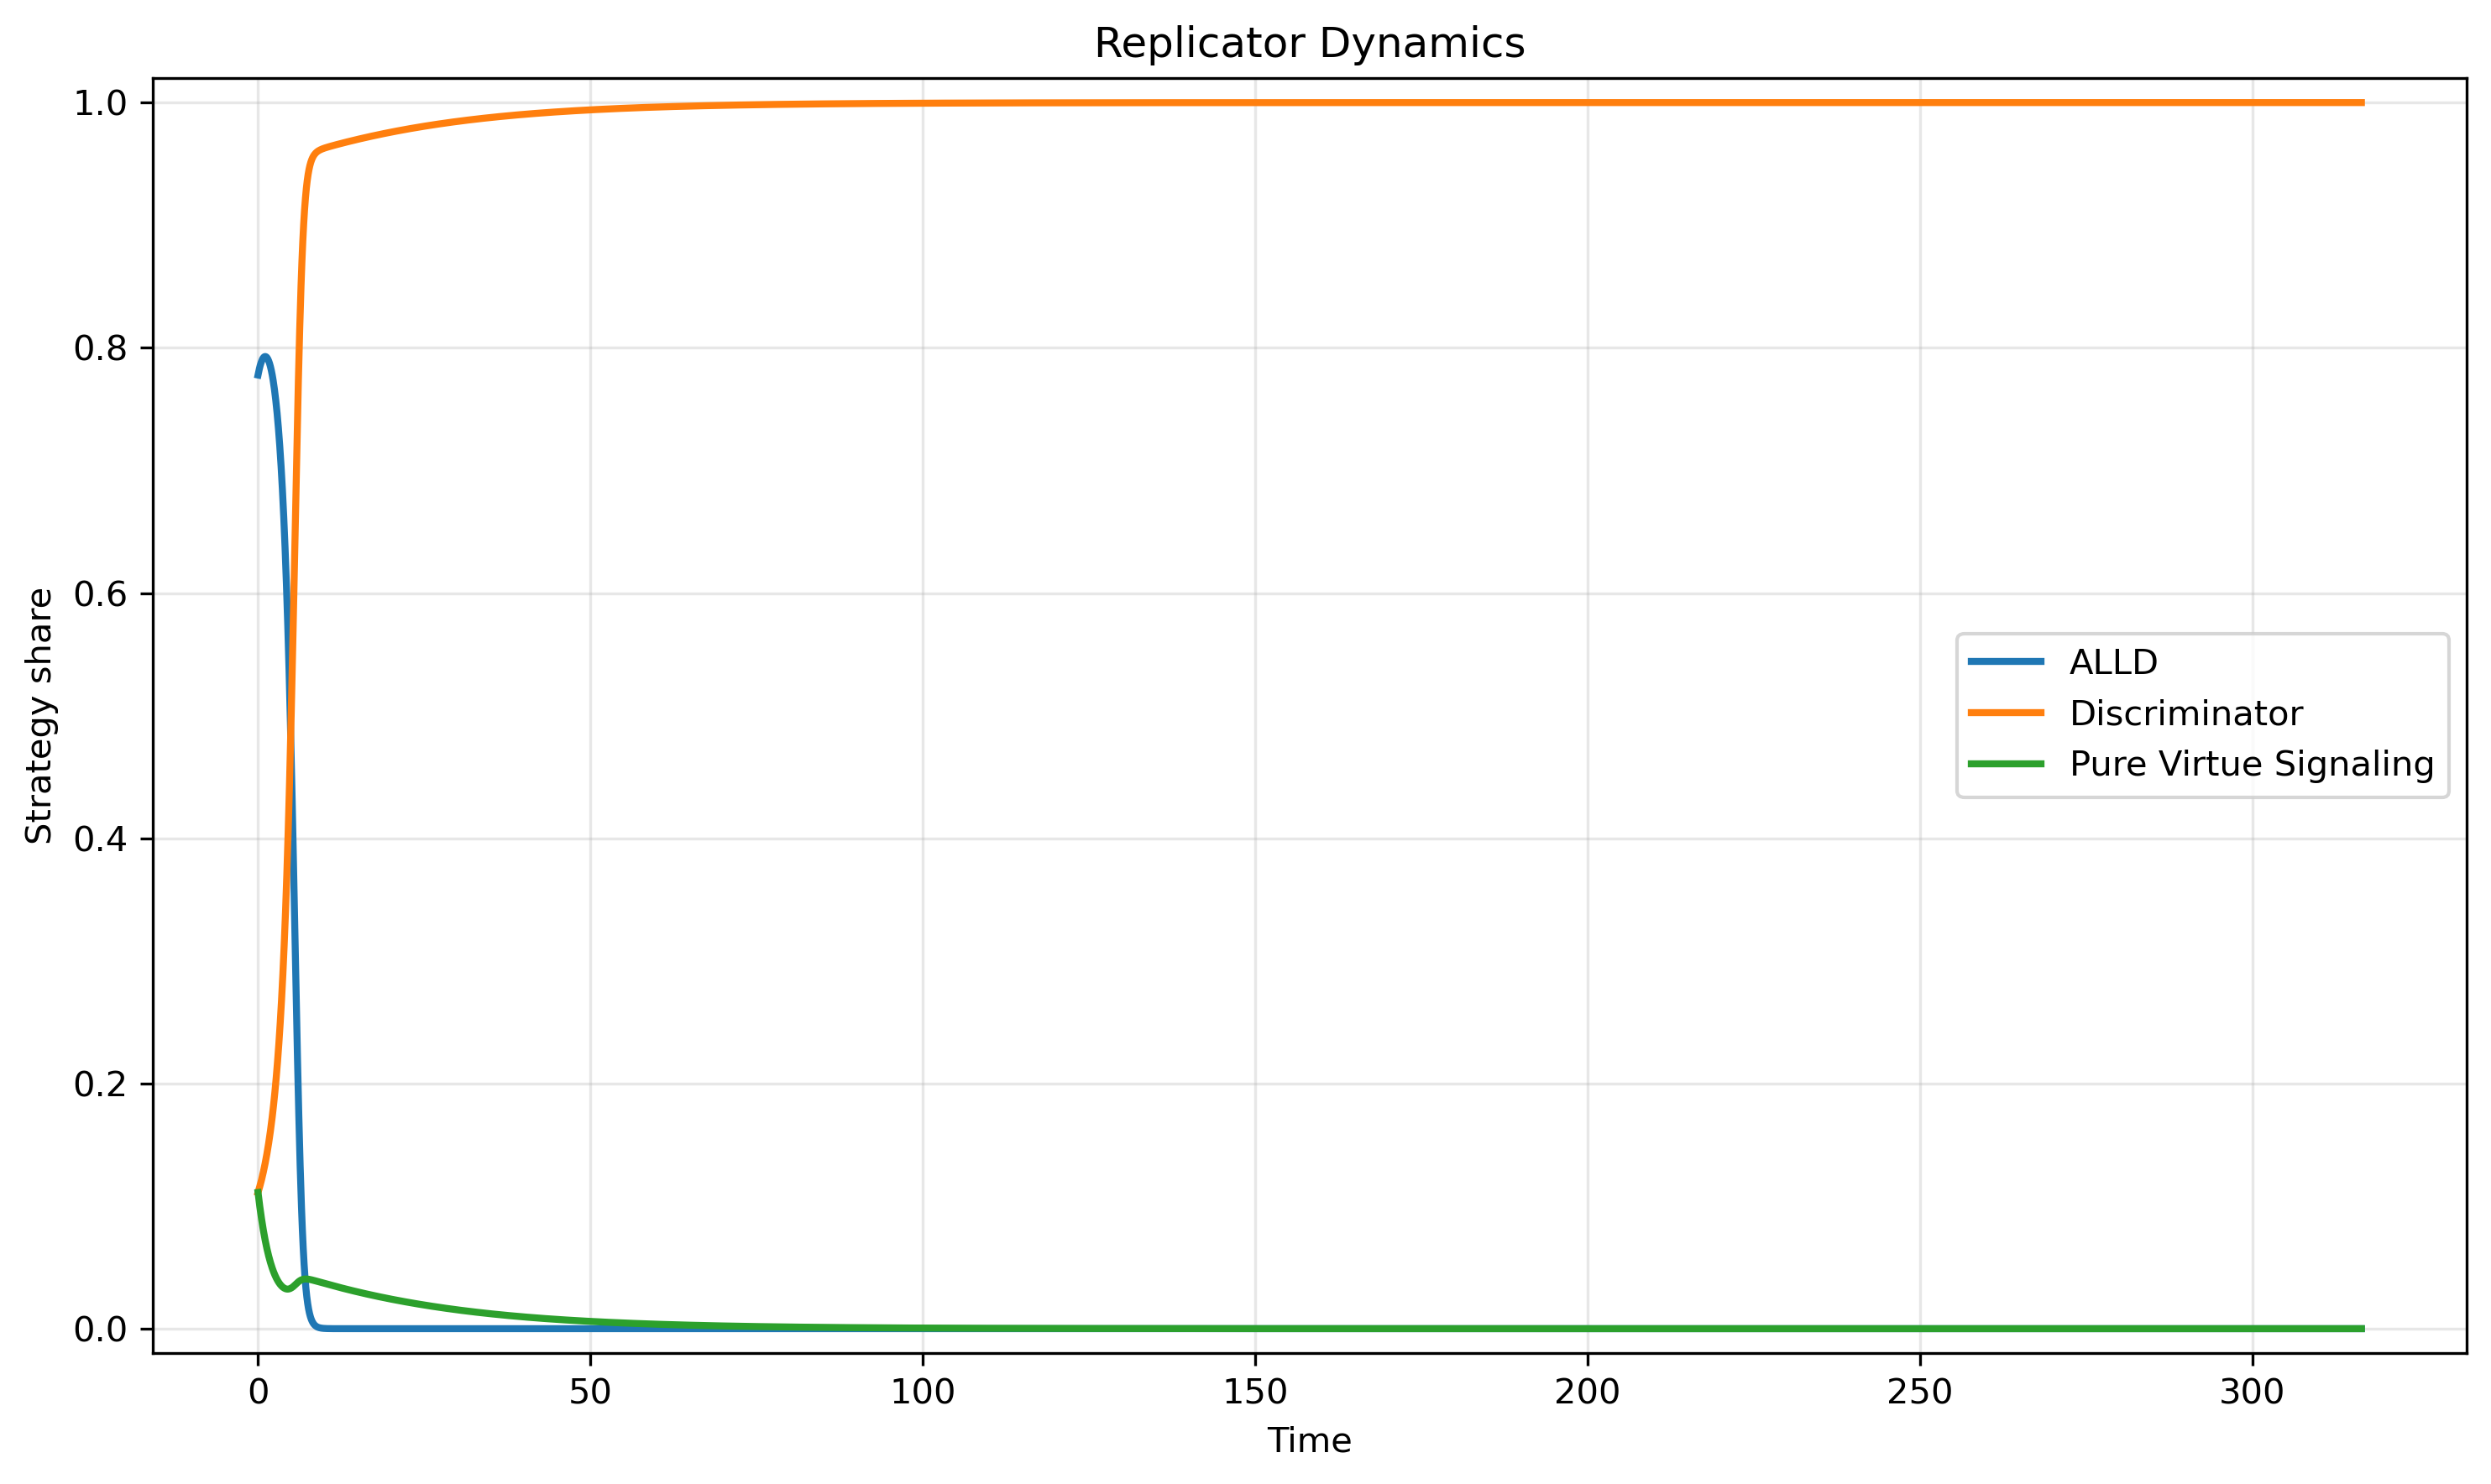 Replicator Dynamics
Strategy share
1.0
0.8
0.6
0.4
0.2
0.0
ALLD
Discriminator
Pure Virtue Signaling
0 50 100 150 200 250 300
Time